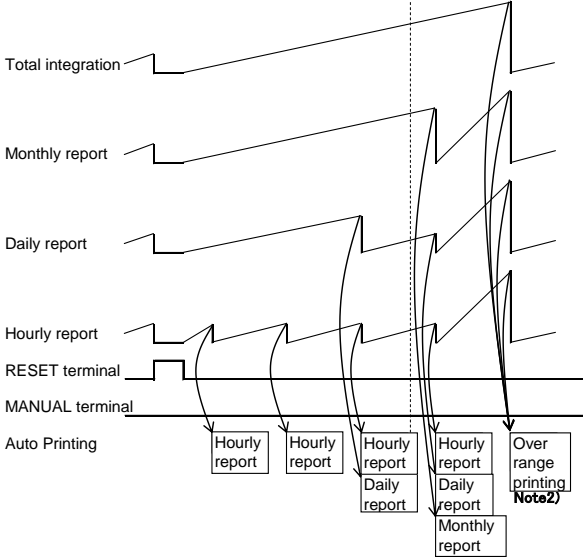 Total integration
Monthly report
Daily report
Hourly report
RESET terminal
MANUAL terminal
Auto Printing
Hourly
report
Hourly
report
Hourly
report
Daily
report
Hourly
report
Daily
report
Monthly
report
Over
range
printing
Note2)